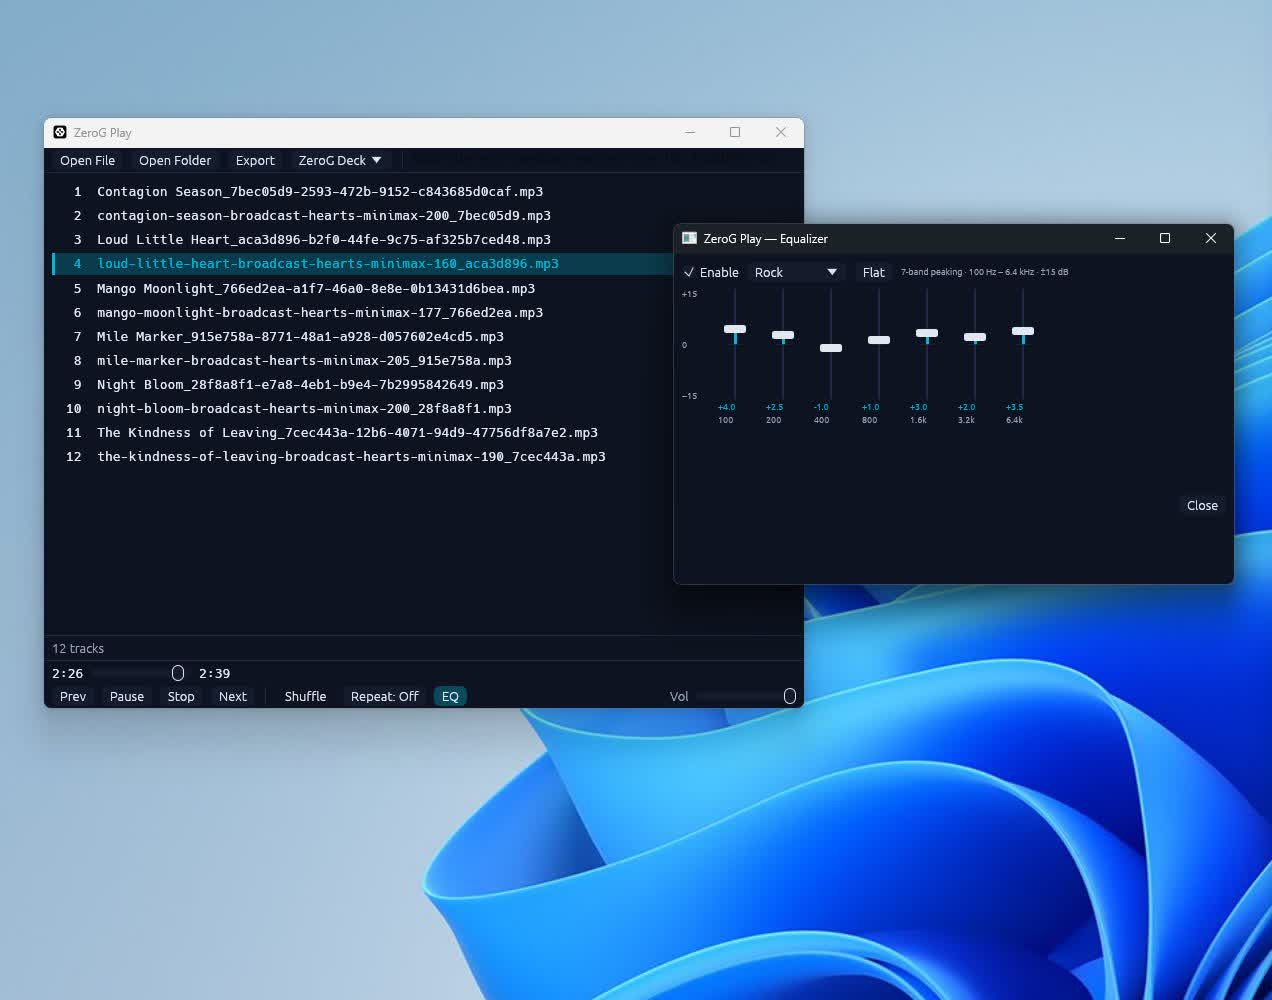 ZeroG Play
Open File Open Folder Export ZeroG Deck
1 Contagion Season_7bec05d9-2593-472b-9152-c843685d0caf.mp3
2 contagion-season-broadcast-hearts-minimax-200_7bec05d9.mp3
3 Loud Little Heart_aca3d896-b2f0-44fe-9c75-af325b7ced48.mp3
4 loud-little-heart-broadcast-hearts-minimax-160_aca3d896.mp3
5 Mango Moonlight_766ed2ea-a1f7-46a0-8e8e-0b13431d6bea.mp3
6 mango-moonlight-broadcast-hearts-minimax-177_766ed2ea.mp3
7 Mile Marker_915e758a-8771-48a1-a928-d057602e4cd5.mp3
8 mile-marker-broadcast-hearts-minimax-205_915e758a.mp3
9 Night Bloom_28f8a8f1-e7a8-4eb1-b9e4-7b2995842649.mp3
10 night-bloom-broadcast-hearts-minimax-200_28f8a8f1.mp3
11 The Kindness of Leaving_7cec443a-12b6-4071-94d9-47756df8a7e2.mp3
12 the-kindness-of-leaving-broadcast-hearts-minimax-190_7cec443a.mp3
12 tracks
2:26 2:39
Prev Pause Stop Next Shuffle Repeat: Off EQ Vol
ZeroG Play — Equalizer
Enable Rock Flat 7-band peaking · 100 Hz – 6.4 kHz · ±15 dB
+15
0
−15
+4.0 +2.5 -1.0 +1.0 +3.0 +2.0 +3.5
100 200 400 800 1.6k 3.2k 6.4k
Close